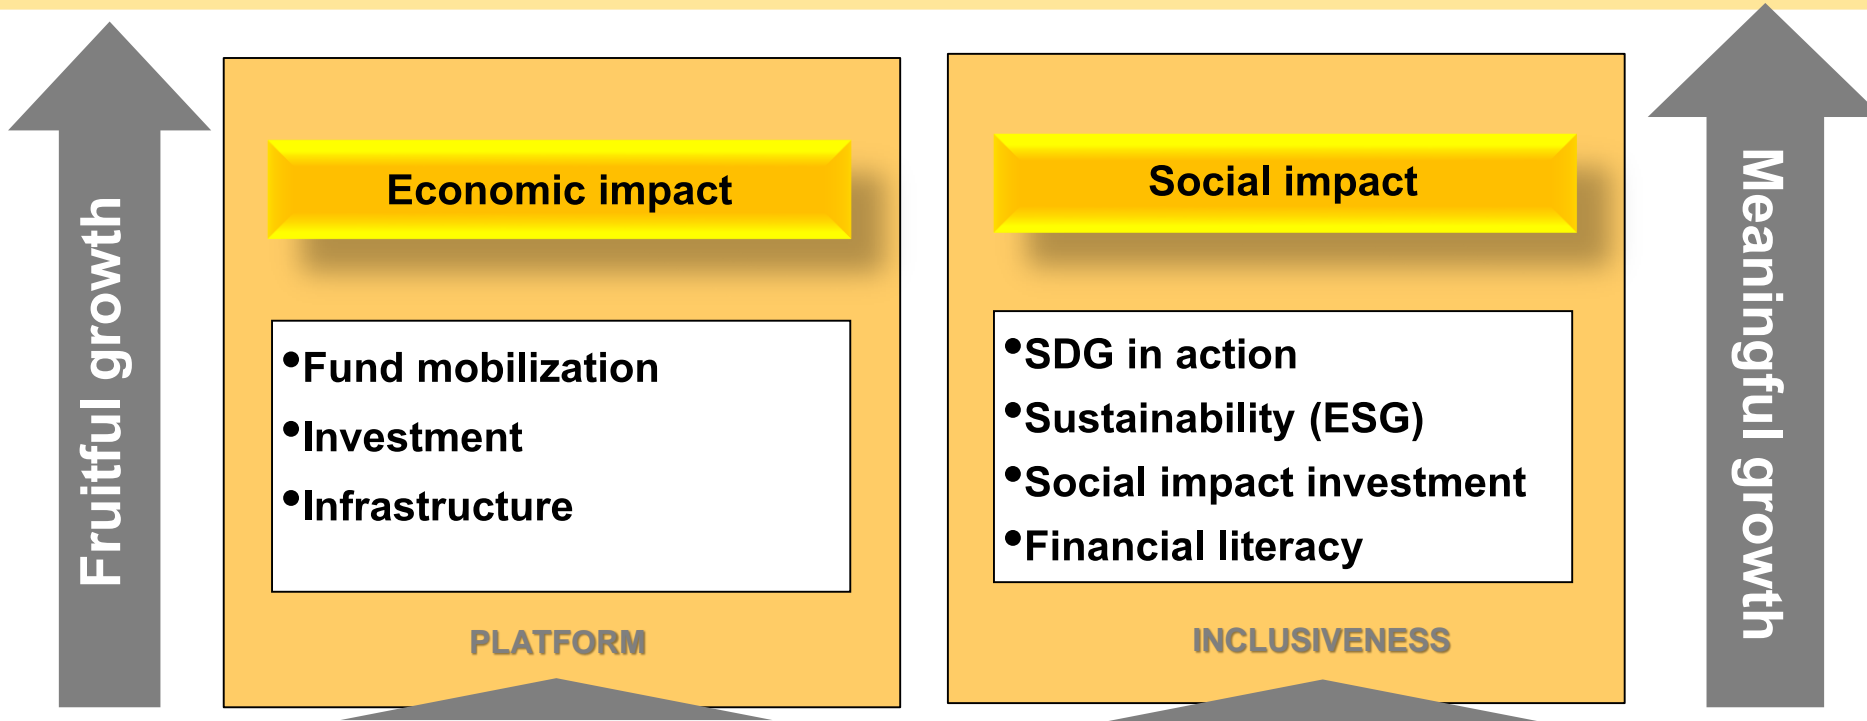 Fruitful growth
Economic impact
•Fund mobilization
•Investment
•Infrastructure
PLATFORM
Social impact
•SDG in action
•Sustainability (ESG)
•Social impact investment
•Financial literacy
INCLUSIVENESS
Meaningful growth